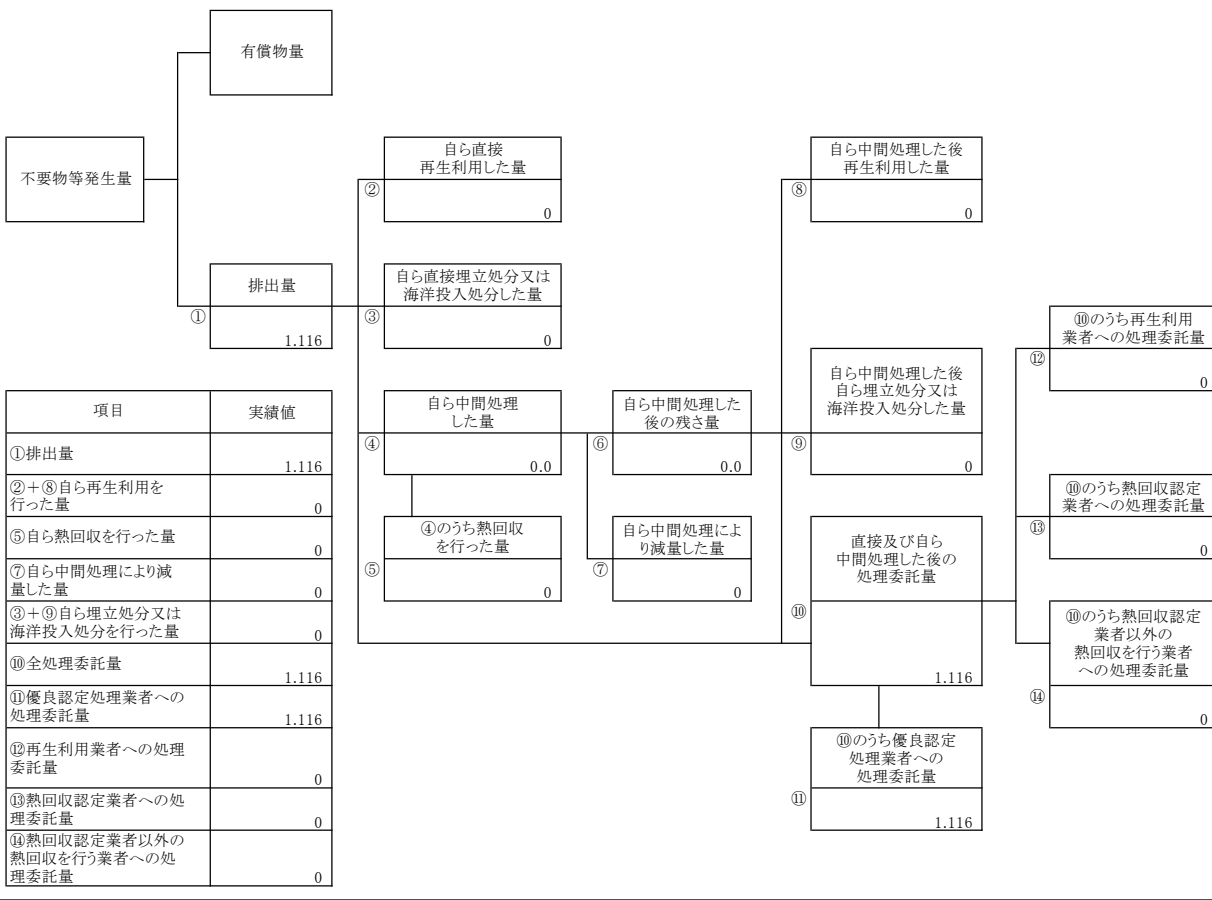 有償物量
不要物等発生量
自ら直接
再生利用した量
②
0
自ら中間処理した後
再生利用した量
⑧
0
排出量
①
1.116
自ら直接埋立処分又は
海洋投入処分した量
③
0
⑩のうち再生利用
業者への処理委託量
⑫
0
自ら中間処理した後
自ら埋立処分又は
海洋投入処分した量
⑨
0
自ら中間処理
した量
④
0.0
自ら中間処理した
後の残さ量
⑥
0.0
⑩のうち熱回収認定
業者への処理委託量
⑬
0
④のうち熱回収
を行った量
⑤
0
自ら中間処理によ
り減量した量
⑦
0
直接及び自ら
中間処理した後の
処理委託量
⑩
1.116
⑩のうち熱回収認定
業者以外の
熱回収を行う業者
への処理委託量
⑭
0
⑩のうち優良認定
処理業者への
処理委託量
⑪
1.116
項目 実績値
①排出量 1.116
②＋⑧自ら再生利用を
行った量 0
⑤自ら熱回収を行った量 0
⑦自ら中間処理により減
量した量 0
③＋⑨自ら埋立処分又は
海洋投入処分を行った量 0
⑩全処理委託量 1.116
⑪優良認定処理業者への
処理委託量 1.116
⑫再生利用業者への処理
委託量 0
⑬熱回収認定業者への処
理委託量 0
⑭熱回収認定業者以外の
熱回収を行う業者への処
理委託量 0